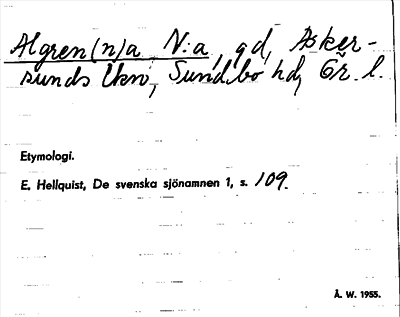 Algren(n)a N:a, gd, Asker-
sunds lkn, Sundbo hd, Ör. l.
Etymologi.
E. Hellquist, De svenska sjönamnen 1, s. 109.
Å. W. 1955.